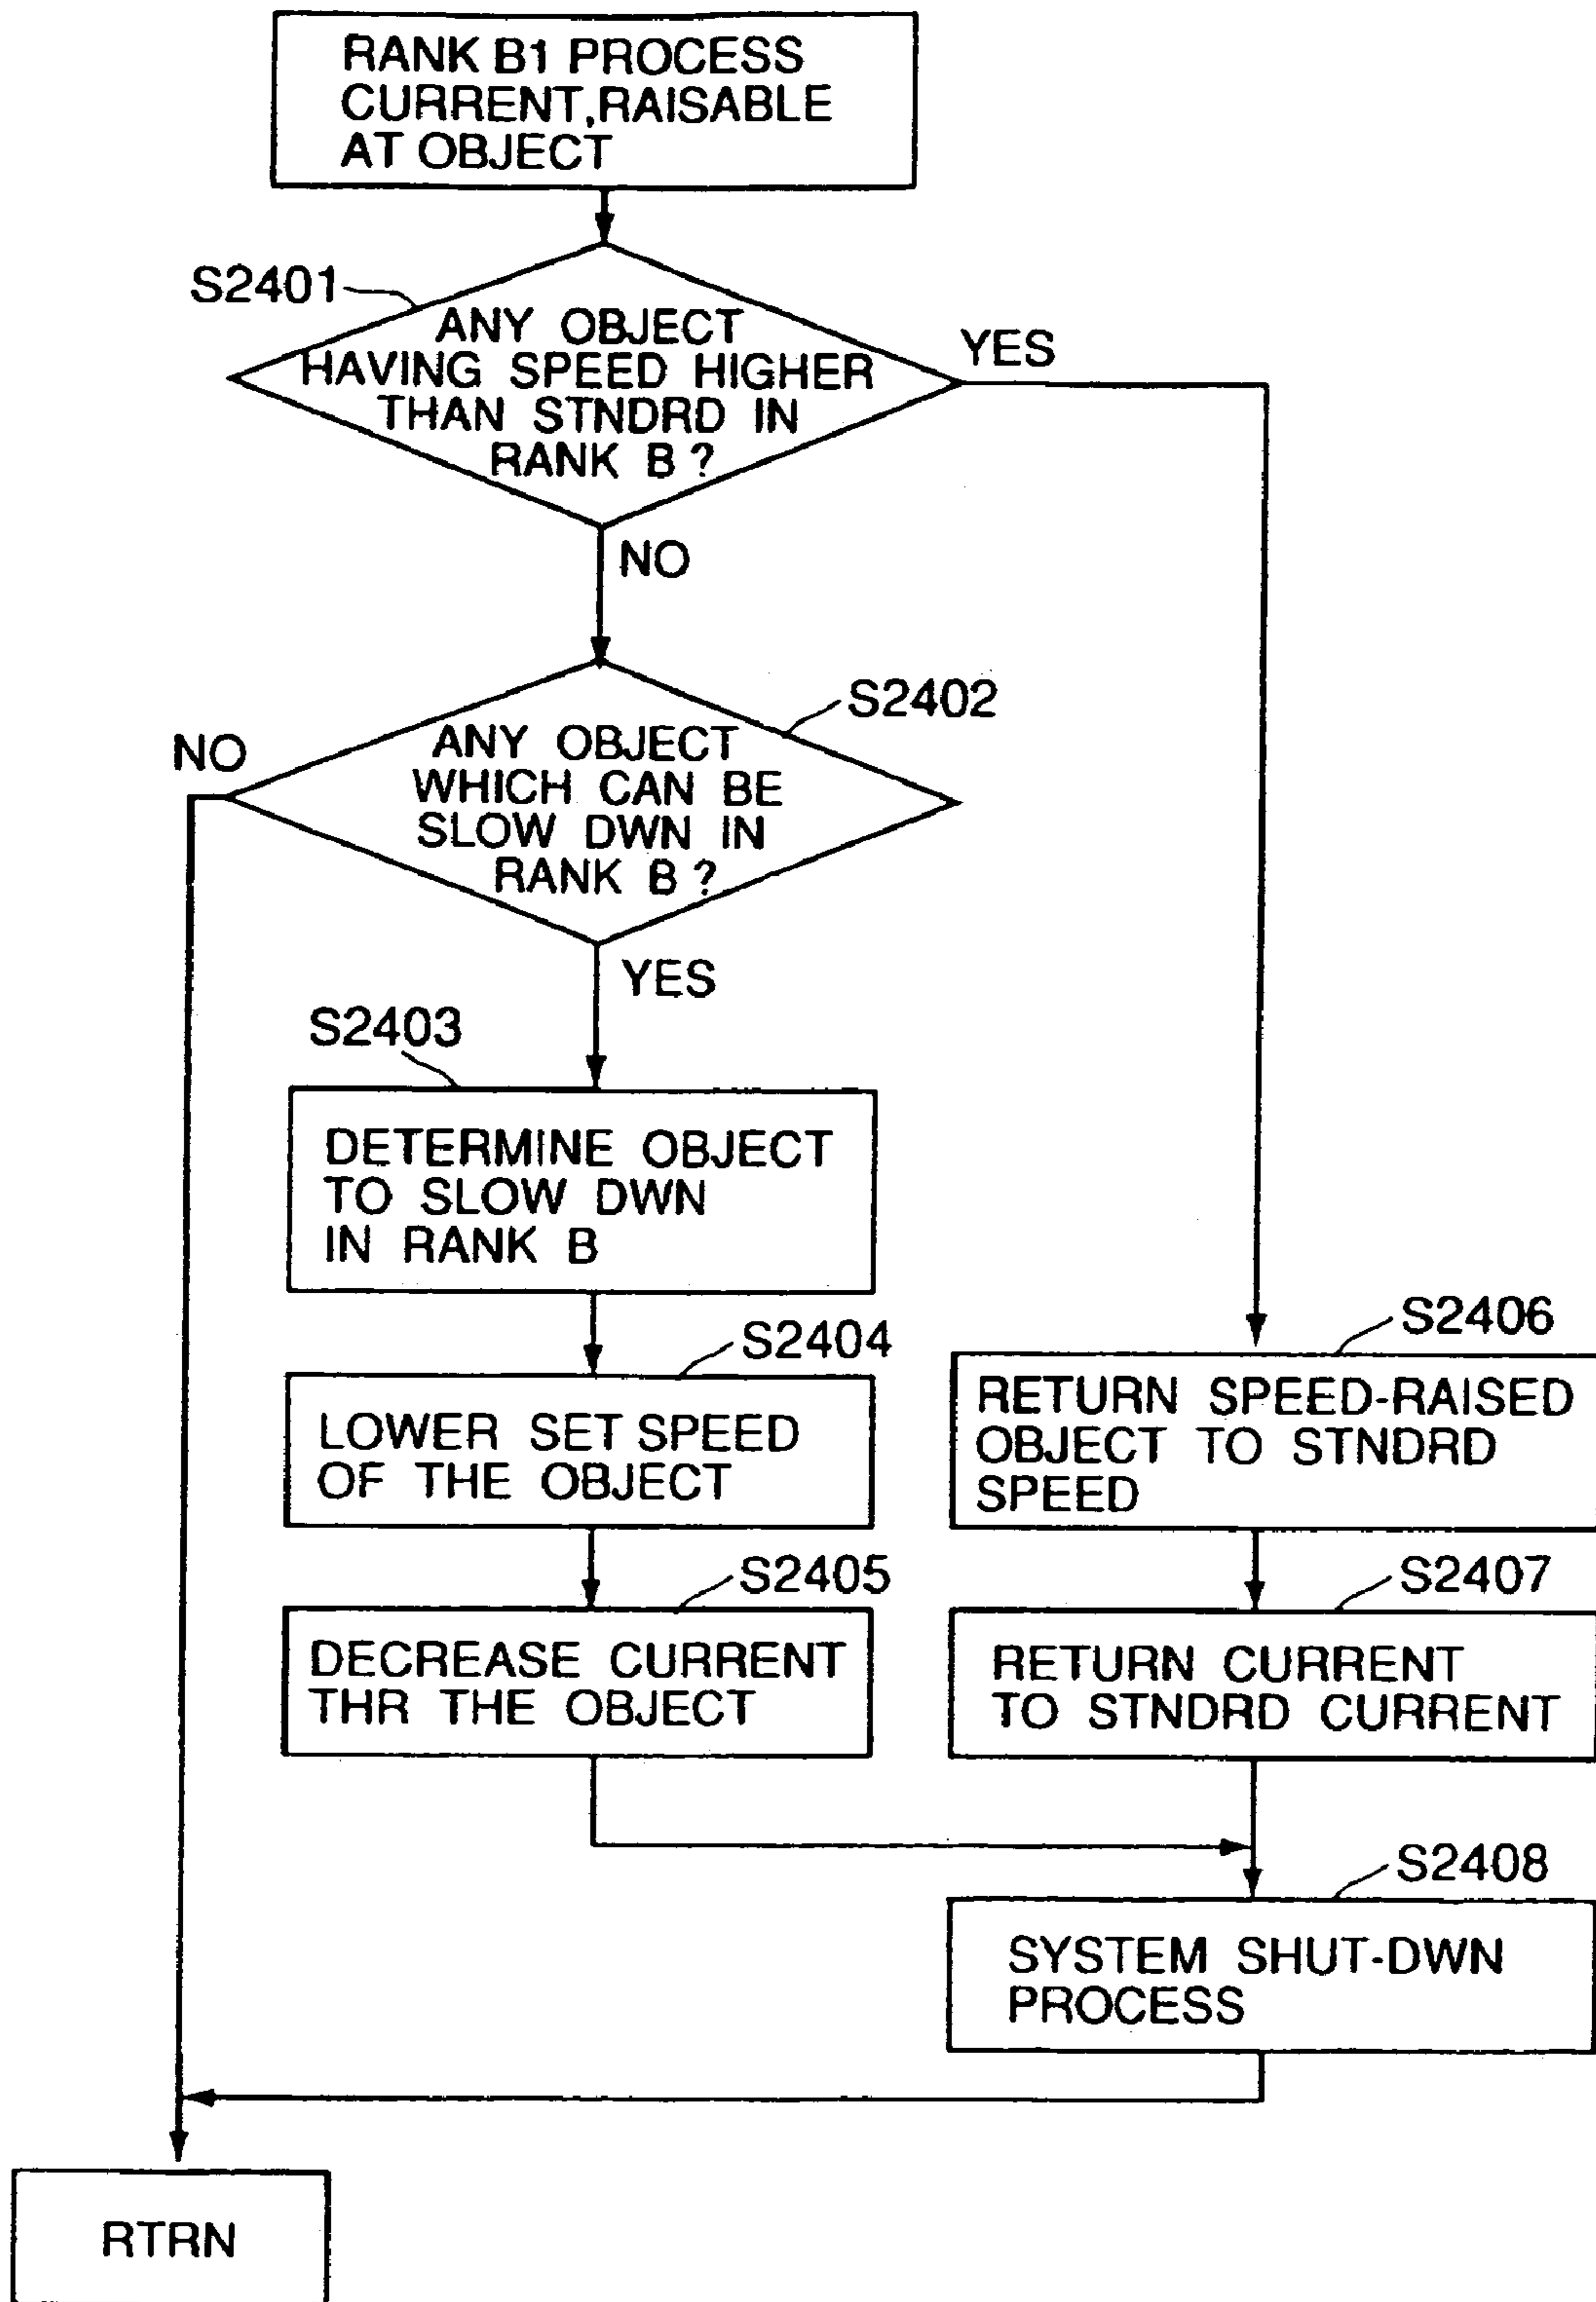 RANK B1 PROCESS
CURRENT,RAISABLE
AT OBJECT
S2401
ANY OBJECT
HAVING SPEED HIGHER
THAN STNDRD IN
RANK B ?
YES
NO
S2402
ANY OBJECT
WHICH CAN BE
SLOW DWN IN
RANK B ?
NO
YES
S2403
DETERMINE OBJECT
TO SLOW DWN
IN RANK B
S2404
LOWER SET SPEED
OF THE OBJECT
S2405
DECREASE CURRENT
THR THE OBJECT
S2406
RETURN SPEED-RAISED
OBJECT TO STNDRD
SPEED
S2407
RETURN CURRENT
TO STNDRD CURRENT
S2408
SYSTEM SHUT-DWN
PROCESS
RTRN